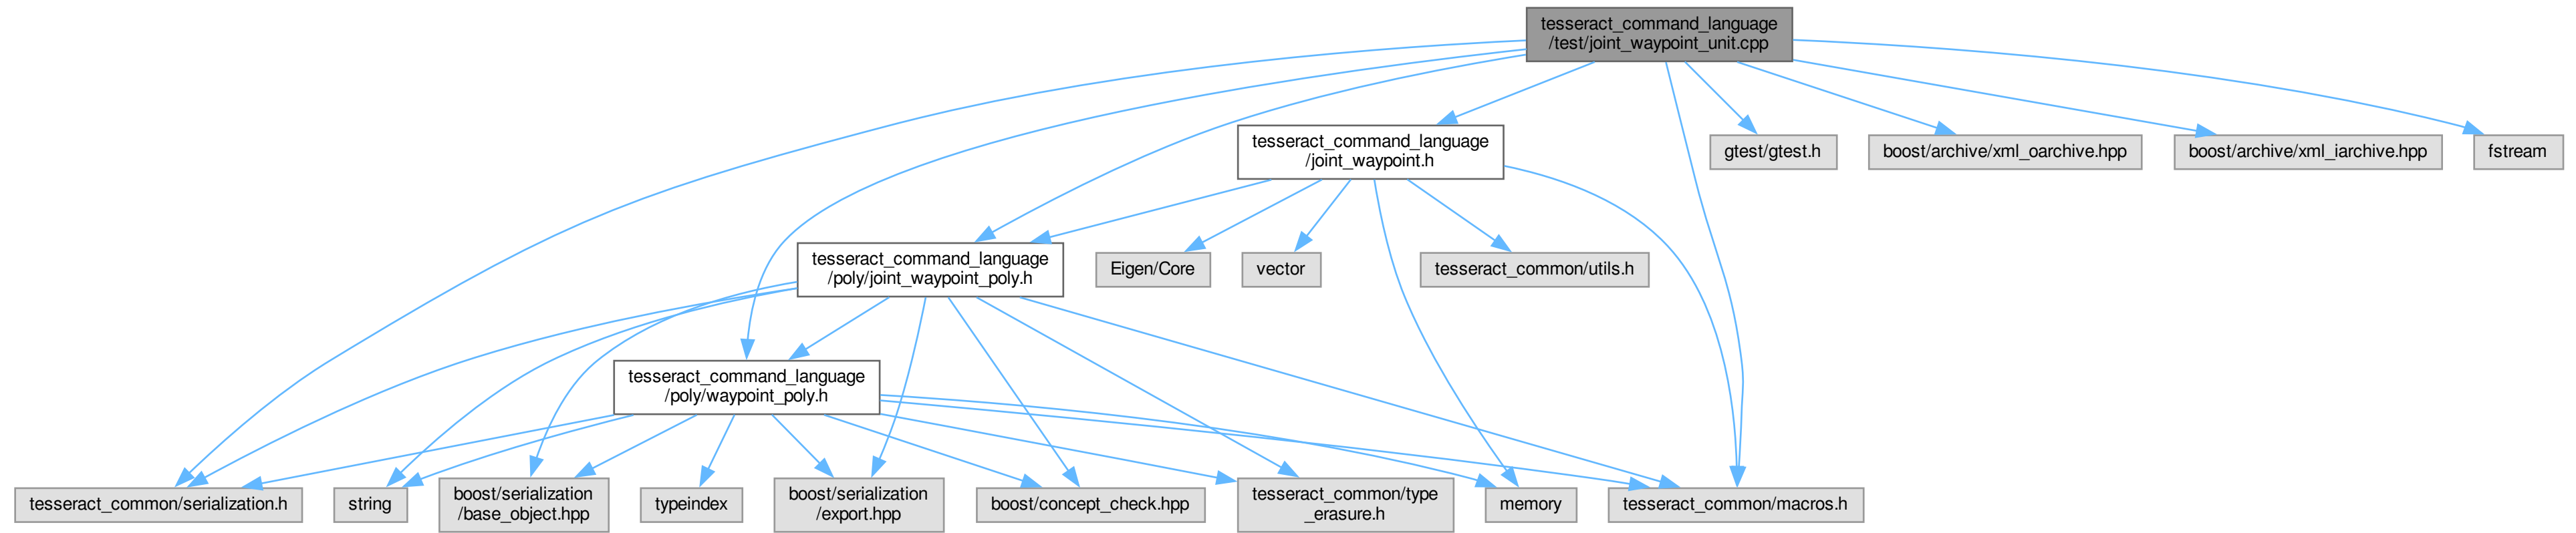 tesseract_command_language
/test/joint_waypoint_unit.cpp
tesseract_command_language
/joint_waypoint.h
gtest/gtest.h
boost/archive/xml_oarchive.hpp
boost/archive/xml_iarchive.hpp
fstream
tesseract_command_language
/poly/joint_waypoint_poly.h
Eigen/Core
vector
tesseract_common/utils.h
tesseract_command_language
/poly/waypoint_poly.h
tesseract_common/serialization.h
string
boost/serialization
/base_object.hpp
typeindex
boost/serialization
/export.hpp
boost/concept_check.hpp
tesseract_common/type
_erasure.h
memory
tesseract_common/macros.h